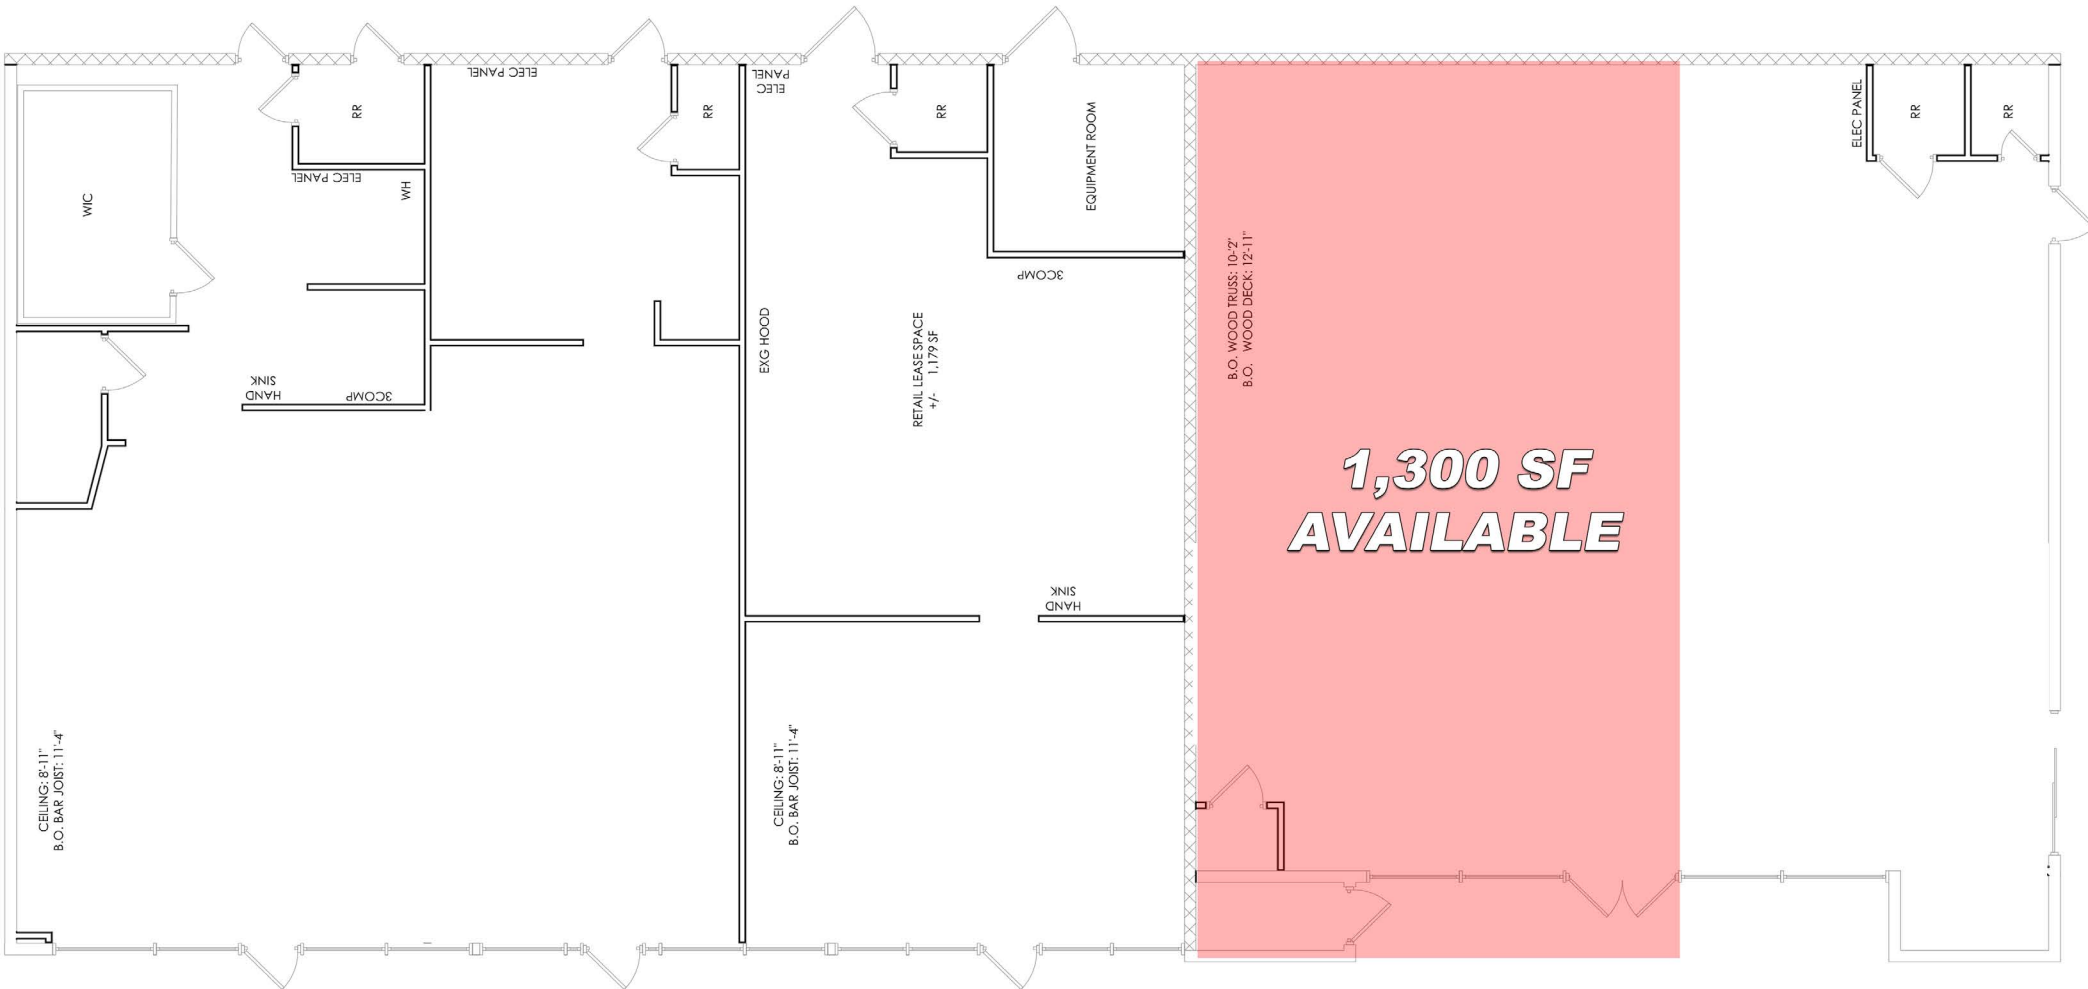 ELEC PANEL
ELEC
PANEL
RR
RR
RR
EQUIPMENT ROOM
ELEC PANEL
RR
RR
ELEC PANEL
WH
WIC
3COMP
B.O. WOOD TRUSS: 10-'2"
B.O. WOOD DECK: 12'-11"
EXG HOOD
RETAIL LEASE SPACE
+/- 1,179 SF
HAND
SINK
3COMP
1,300 SF
AVAILABLE
HAND
SINK
CEILING: 8'-11"
B.O. BAR JOIST: 11'-4"
CEILING: 8'-11"
B.O. BAR JOIST: 11'-4"